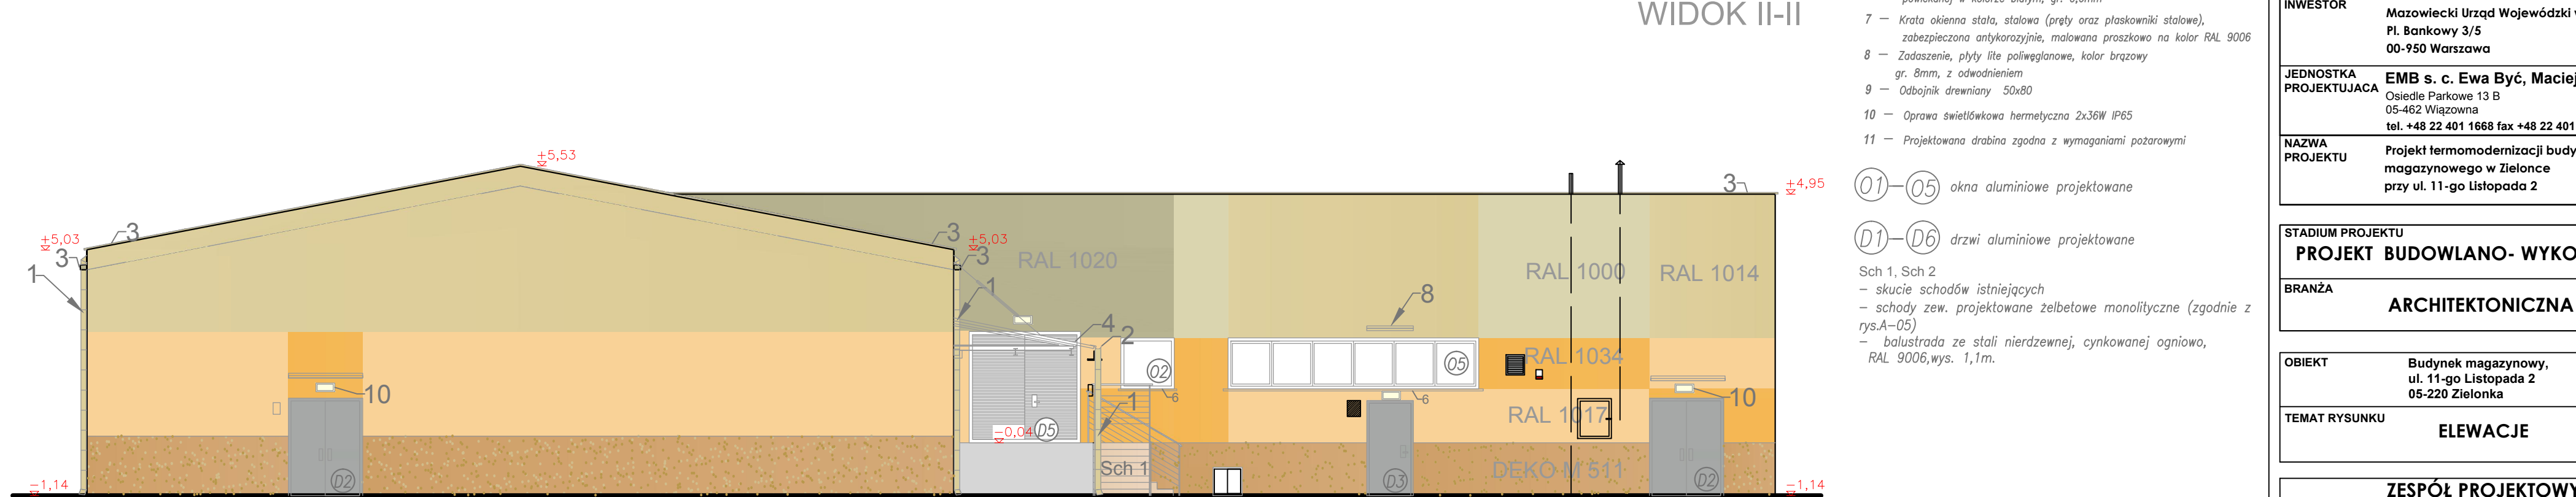 WIDOK II-II
+5,53
+5,03
+5,03
+4,95
3
3
3
3
3
1
1
1
RAL 1020
RAL 1000
RAL 1014
8
4
2
O2
O5
RAL 1034
10
10
6
6
RAL 1017
-0,04
D5
Sch 1
DEKO M 511
D2
D3
D2
-1,14
-1,14
7 – Krata okienna stała, stalowa (pręty oraz płaskowniki stalowe),
zabezpieczona antykorozyjnie, malowana proszkowo na kolor RAL 9006
8 – Zadaszenie, płyty lite poliwęglanowe, kolor brązowy
gr. 8mm, z odwodnieniem
9 – Odbojnik drewniany 50x80
10 – Oprawa świetlówkowa hermetyczna 2x36W IP65
11 – Projektowana drabina zgodna z wymaganiami pożarowymi
O1–O5 okna aluminiowe projektowane
D1–D6 drzwi aluminiowe projektowane
Sch 1, Sch 2
– skucie schodów istniejących
– schody zew. projektowane żelbetowe monolityczne (zgodnie z
rys.A–05)
– balustrada ze stali nierdzewnej, cynkowanej ogniowo,
RAL 9006,wys. 1,1m.
INWESTOR
Mazowiecki Urząd Wojewódzki
Pl. Bankowy 3/5
00-950 Warszawa
JEDNOSTKA
PROJEKTUJACA
EMB s. c. Ewa Być, Maciej
Osiedle Parkowe 13 B
05-462 Wiązowna
tel. +48 22 401 1668 fax +48 22 401
NAZWA
PROJEKTU
Projekt termomodernizacji budy
magazynowego w Zielonce
przy ul. 11-go Listopada 2
STADIUM PROJEKTU
PROJEKT BUDOWLANO- WYKO
BRANŻA
ARCHITEKTONICZNA
OBIEKT
Budynek magazynowy,
ul. 11-go Listopada 2
05-220 Zielonka
TEMAT RYSUNKU
ELEWACJE
ZESPÓŁ PROJEKTOWY